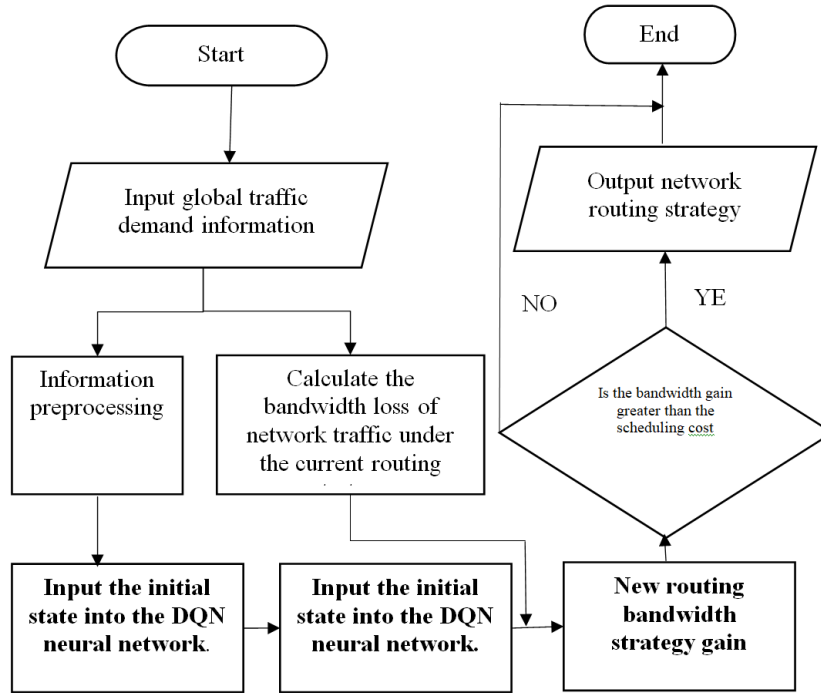 Start
Input global traffic
demand information
Information
preprocessing
Calculate the
bandwidth loss of
network traffic under
the current routing
Input the initial
state into the DQN
neural network.
Input the initial
state into the DQN
neural network.
New routing
bandwidth
strategy gain
Is the bandwidth gain
greater than the
scheduling cost
NO
YE
Output network
routing strategy
End